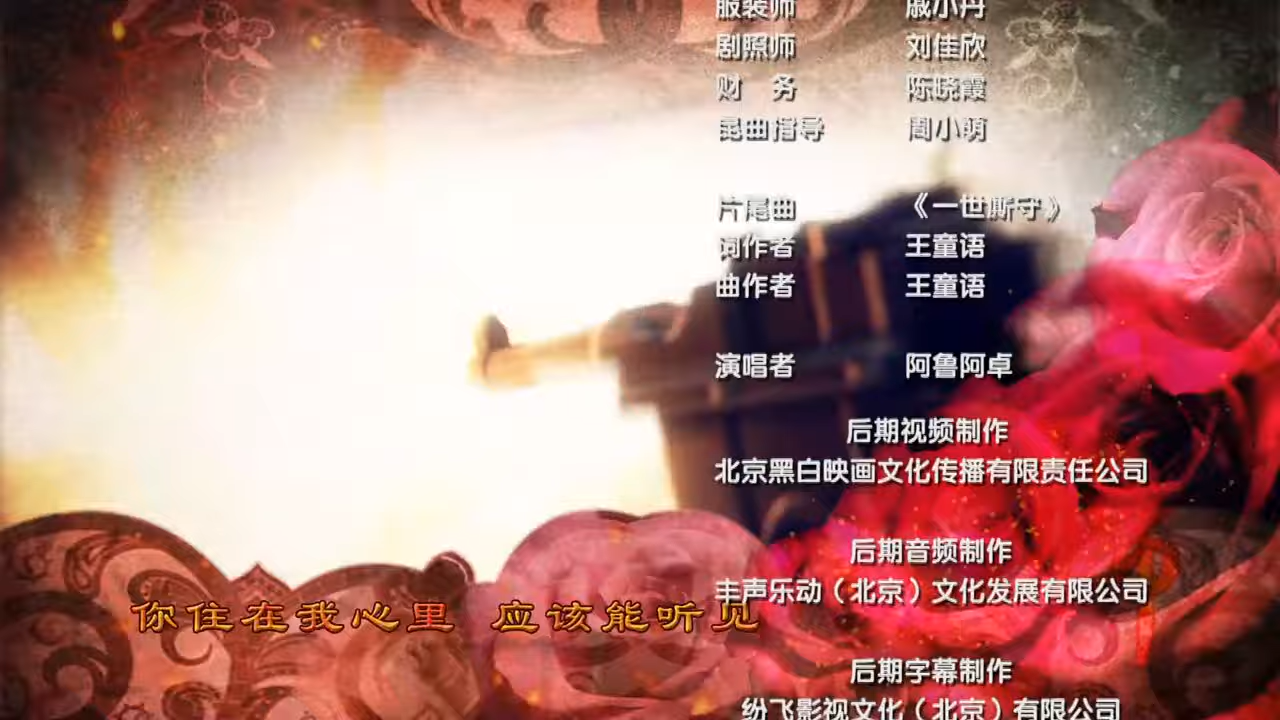 服装师 戚小丹
剧照师 刘佳欣
财 务 陈晓霞
昆曲指导 周小萌
片尾曲 《一世厮守》
词作者 王童语
曲作者 王童语
演唱者 阿鲁阿卓
后期视频制作
北京黑白映画文化传播有限责任公司
后期音频制作
丰声乐动（北京）文化发展有限公司
你住在我心里 应该能听见
后期字幕制作
纷飞影视文化（北京）有限公司